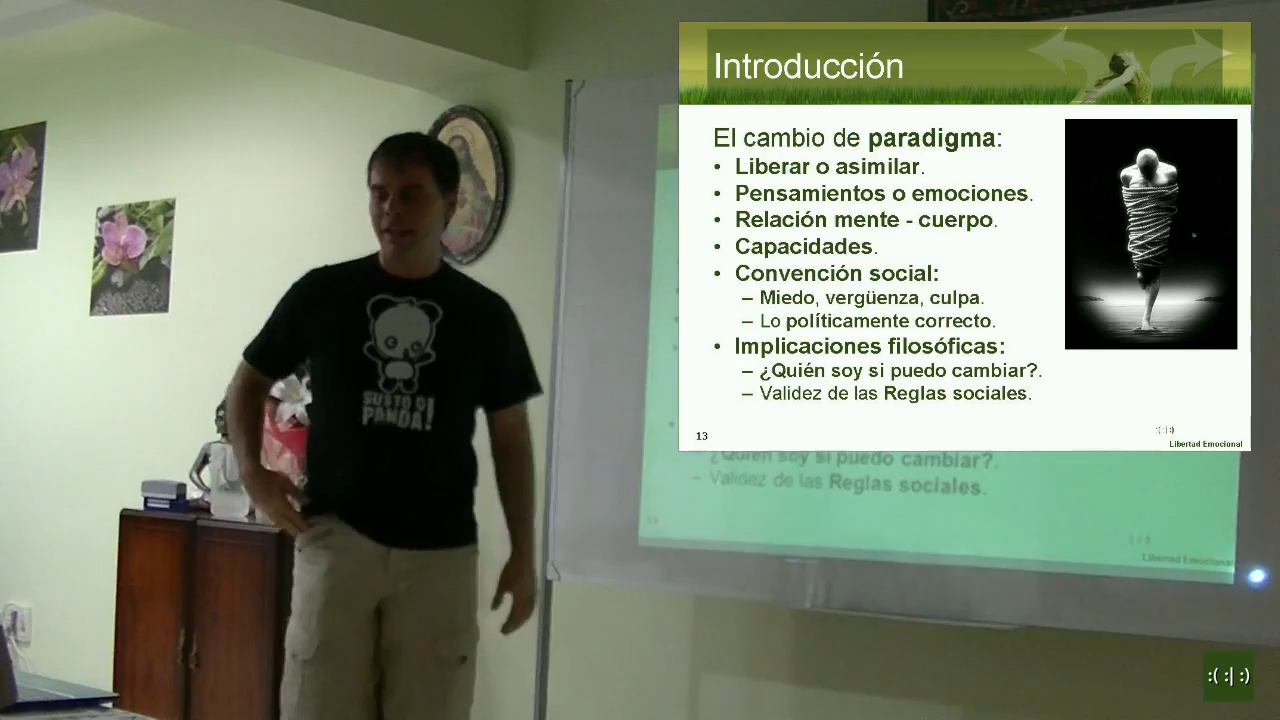 Introducción
El cambio de paradigma:
• Liberar o asimilar.
• Pensamientos o emociones.
• Relación mente - cuerpo.
• Capacidades.
• Convención social:
– Miedo, vergüenza, culpa.
– Lo políticamente correcto.
• Implicaciones filosóficas:
– ¿Quién soy si puedo cambiar?.
– Validez de las Reglas sociales.
13
:(:|:)
Libertad Emocional
¿Quién soy si puedo cambiar?.
– Validez de las Reglas sociales.
13
Libertad Emocional
SUSTO O
PANDA!
:( :| :)